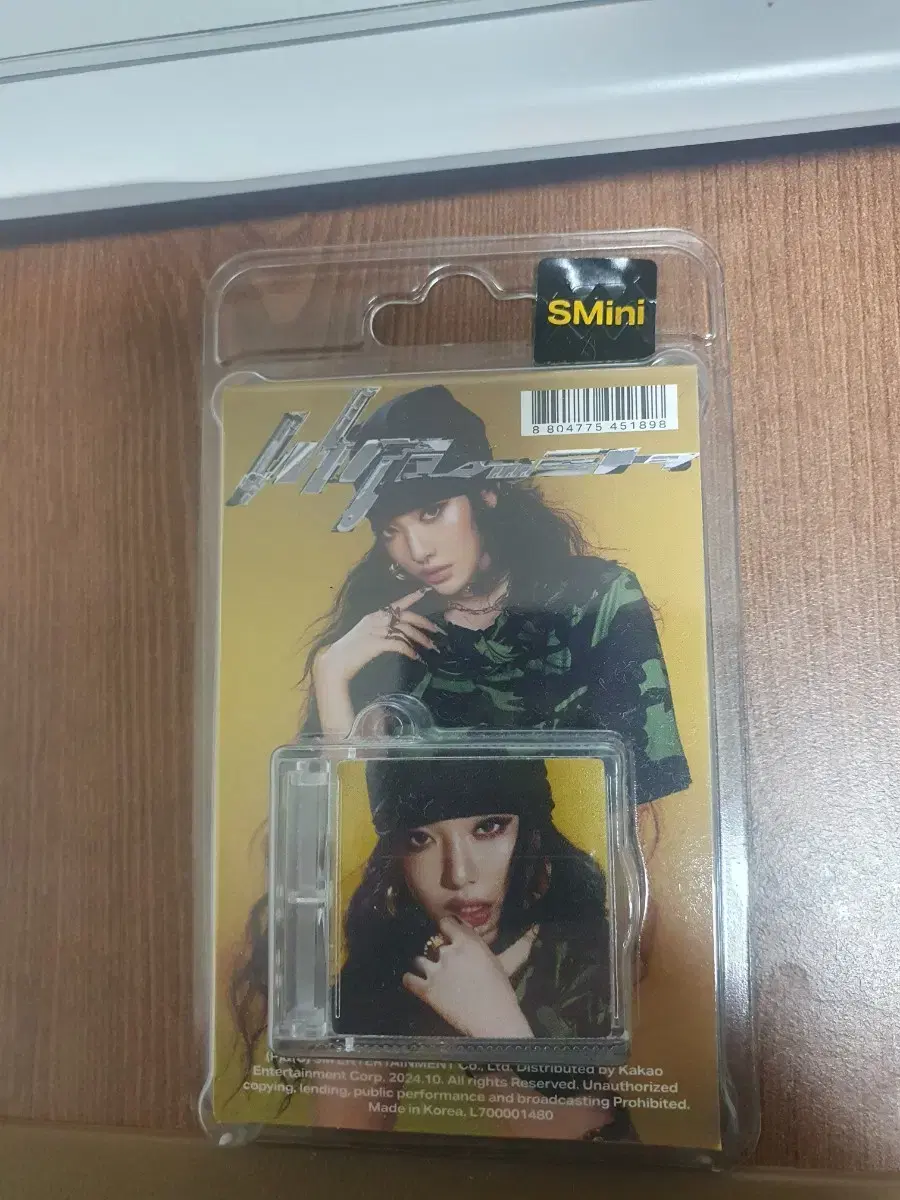 SMini
8 804775 451898
Whiplash
SM ENTERTAINMENT Co., Ltd. Distributed by Kakao
Entertainment Corp. 2024.10. All rights Reserved. Unauthorized
copying, lending, public performance and broadcasting Prohibited.
Made in Korea. L700001480